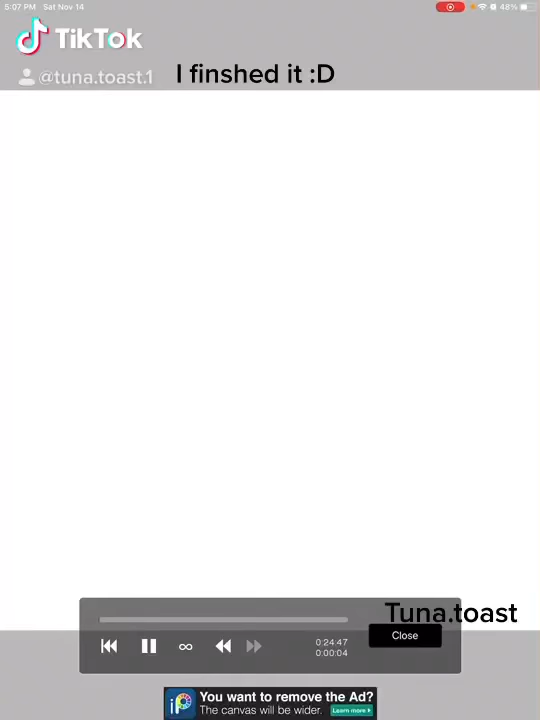 5:07 PM Sat Nov 14
48%
TikTok
@tuna.toast.1
I finshed it :D
Tuna.toast
Close
0:24:47
0:00:04
You want to remove the Ad?
The canvas will be wider.
Learn more